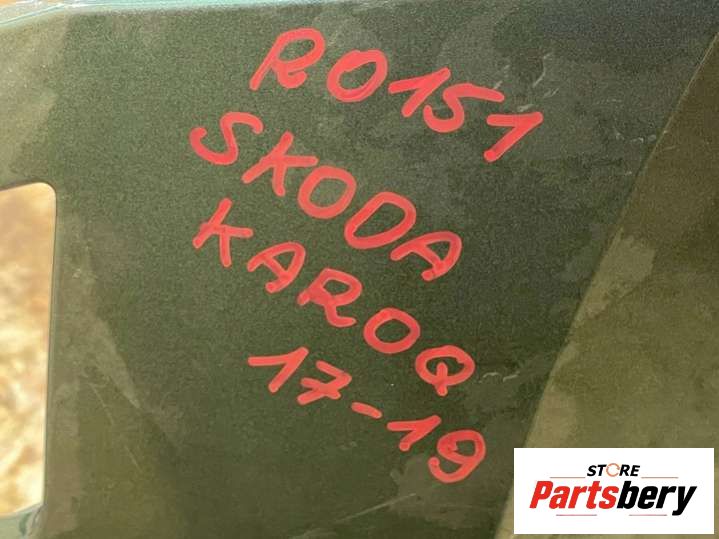 R0151
SKODA
KAROQ
17-19
STORE
Partsbery